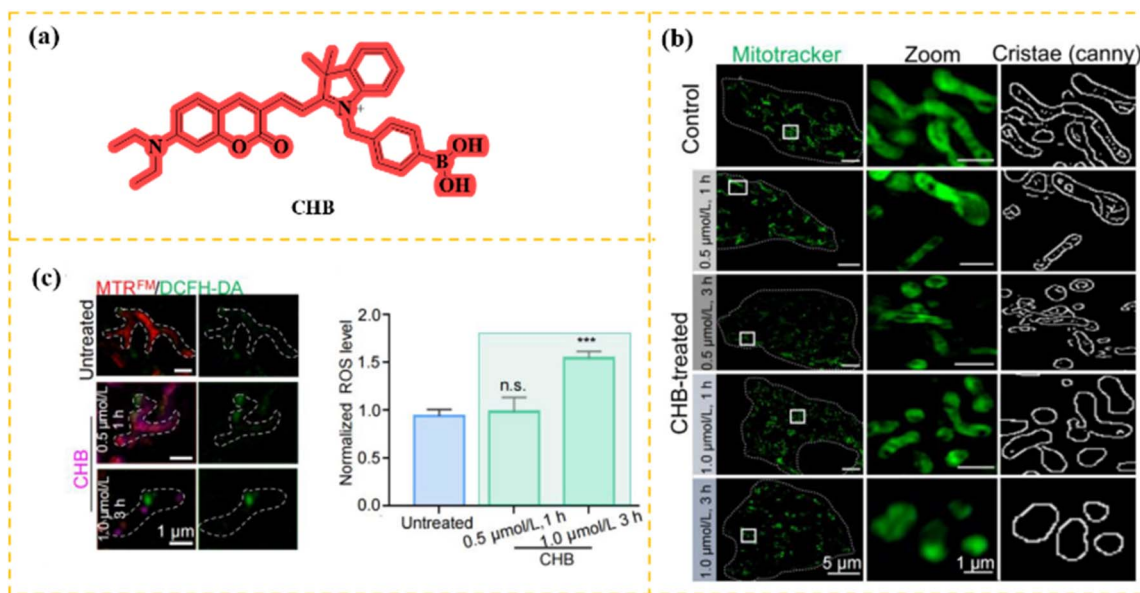 (a)
N
O
O
N
+
B
OH
OH
CHB
(b)
Mitotracker
Zoom
Cristae (canny)
Control
CHB-treated
0.5 μmol/L, 1 h
0.5 μmol/L, 3 h
1.0 μmol/L, 1 h
1.0 μmol/L, 3 h
5 μm
1 μm
(c)
MTRFM/DCFH-DA
Untreated
CHB
0.5 μmol/L
1 h
1.0 μmol/L
3 h
1 μm
Normalized ROS level
2.0
1.5
1.0
0.5
0.0
n.s.
***
Untreated
0.5 μmol/L,1 h
1.0 μmol/L 3 h
CHB